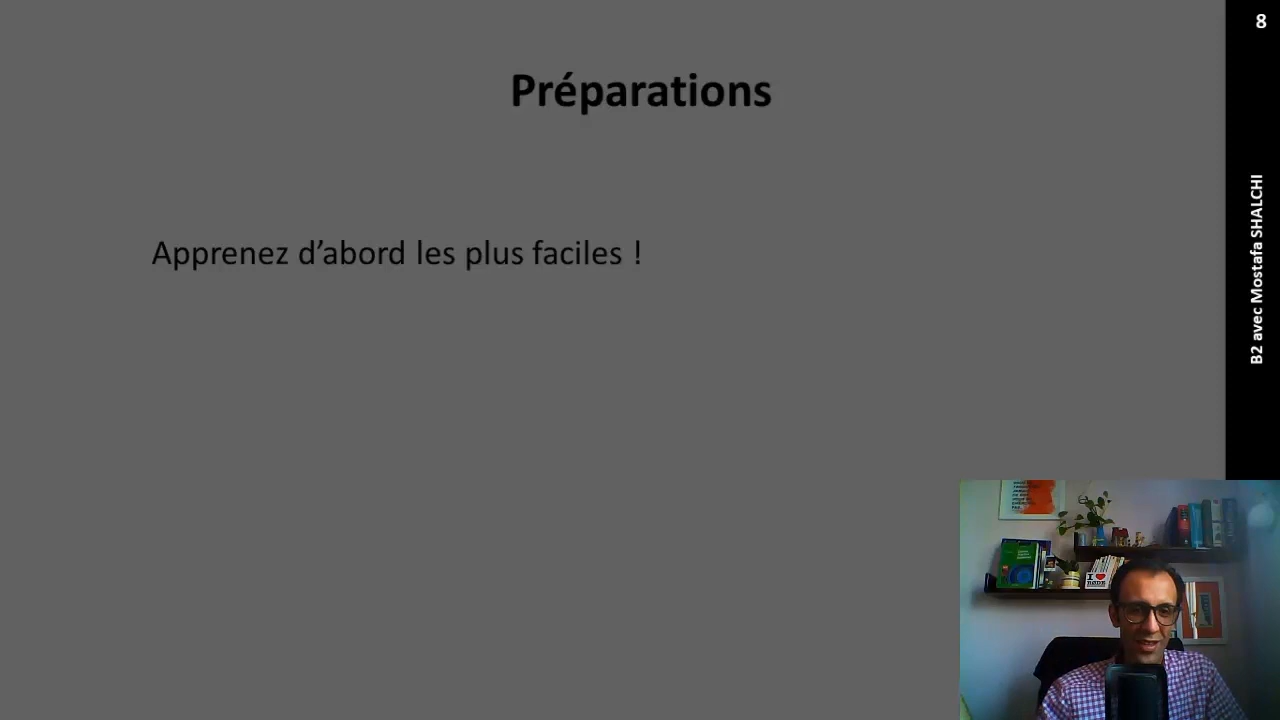 8
Préparations
Apprenez d’abord les plus faciles !
B2 avec Mostafa SHALCHI
I ❤